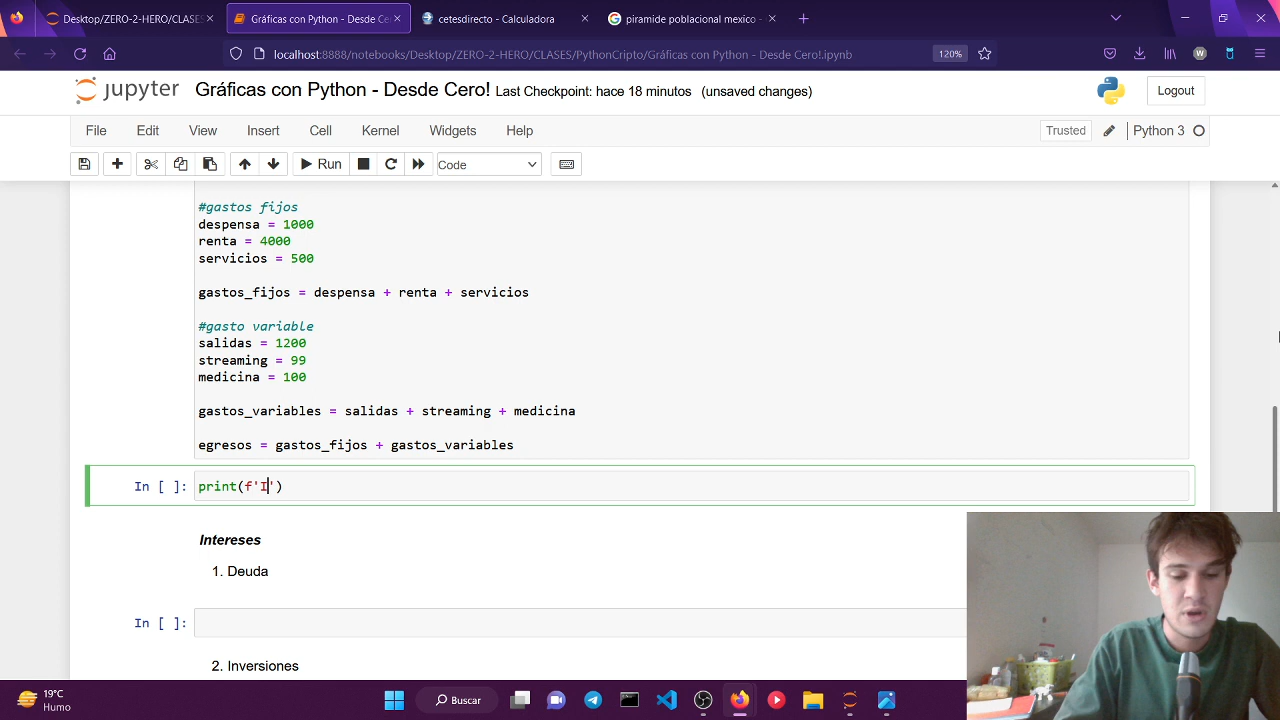 Desktop/ZERO-2-HERO/CLASES
Gráficas con Python - Desde Ce
cetesdirecto - Calculadora
piramide poblacional mexico -
localhost:8888/notebooks/Desktop/ZERO-2-HERO/CLASES/PythonCripto/Gráficas con Python - Desde Cero!.ipynb
120%
jupyter Gráficas con Python - Desde Cero! Last Checkpoint: hace 18 minutos (unsaved changes)
Logout
File Edit View Insert Cell Kernel Widgets Help
Trusted
Python 3
Run
Code
#gastos fijos
despensa = 1000
renta = 4000
servicios = 500
gastos_fijos = despensa + renta + servicios
#gasto variable
salidas = 1200
streaming = 99
medicina = 100
gastos_variables = salidas + streaming + medicina
egresos = gastos_fijos + gastos_variables
In [ ]: print(f'I')
Intereses
1. Deuda
In [ ]:
2. Inversiones
19°C
Humo
Buscar